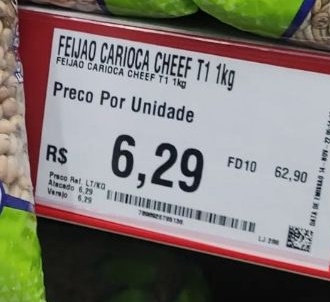 FEIJAO CARIOCA CHEEF T1 1kg
FEIJAO CARIOCA CHEEF T1 1kg
Preco Por Unidade
R$ 6,29 FD10 62,90
Preco Ref. LT/KG
Atacado 6,29
Varejo 6,29